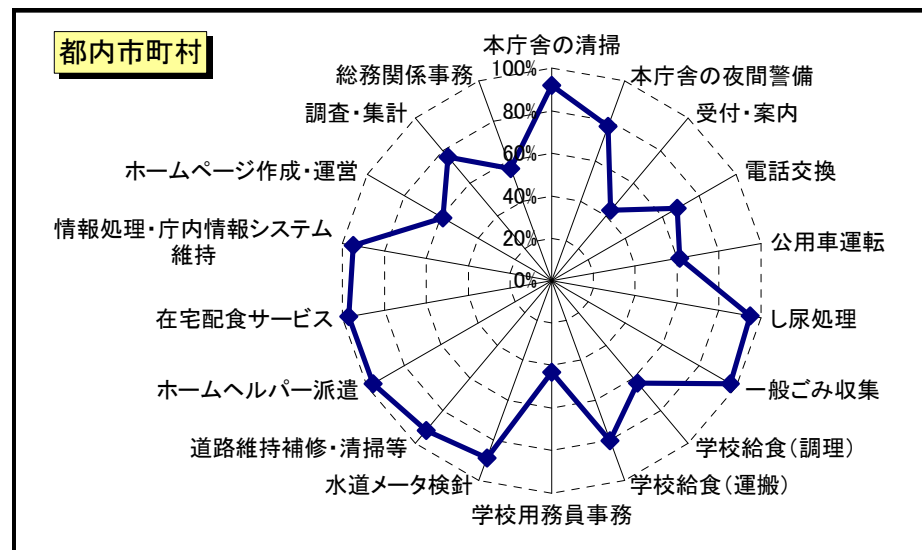 都内市町村
本庁舎の清掃
本庁舎の夜間警備
受付・案内
電話交換
公用車運転
し尿処理
一般ごみ収集
学校給食(調理)
学校給食(運搬)
学校用務員事務
水道メータ検針
道路維持補修・清掃等
ホームヘルパー派遣
在宅配食サービス
情報処理・庁内情報システム
維持
ホームページ作成・運営
調査・集計
総務関係事務
100%
80%
60%
40%
20%
0%